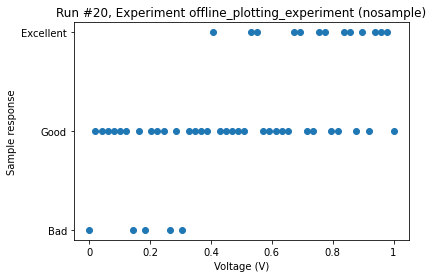 Run #20, Experiment offline_plotting_experiment (nosample)
Excellent
Good
Bad
Sample response
0
0.2
0.4
0.6
0.8
1
Voltage (V)